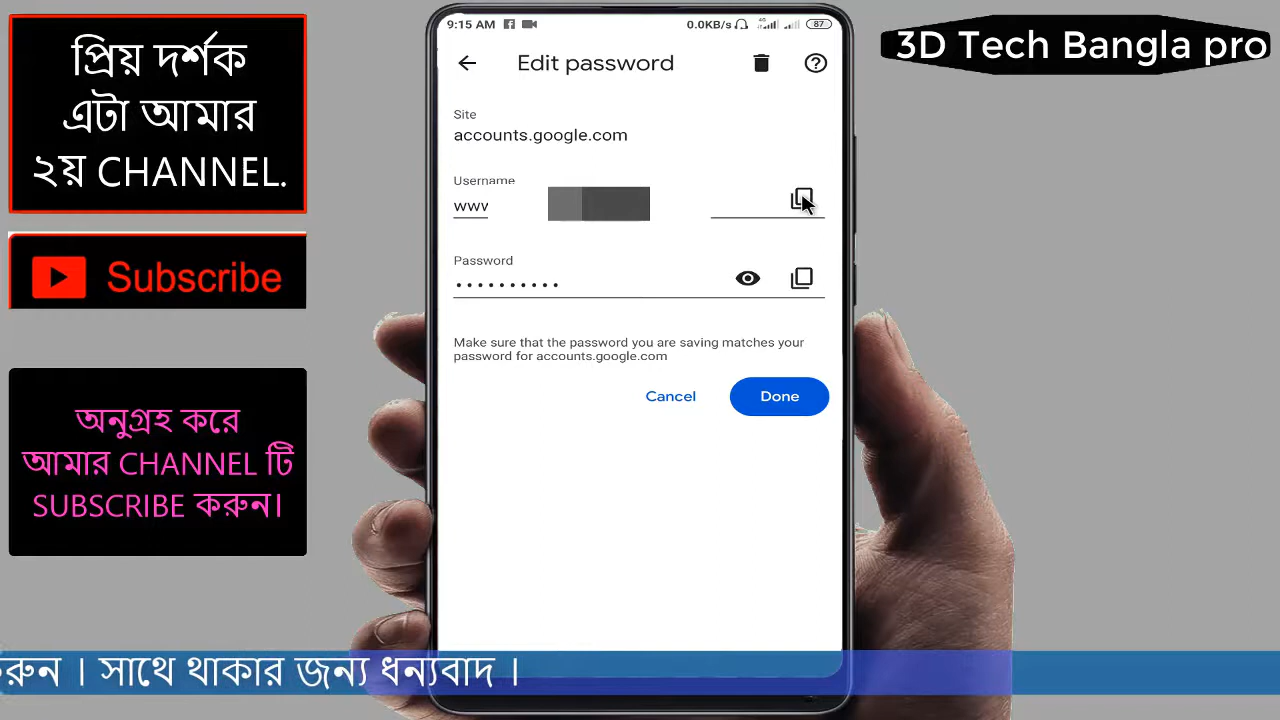 প্রিয় দর্শক
এটা আমার
২য় CHANNEL.
Subscribe
অনুগ্রহ করে
আমার CHANNEL টি
SUBSCRIBE করুন।
9:15 AM
0.0KB/s
4G
87
Edit password
Site
accounts.google.com
Username
Password
••••••••••
Make sure that the password you are saving matches your
password for accounts.google.com
Cancel
Done
3D Tech Bangla pro
করুন । সাথে থাকার জন্য ধন্যবাদ ।